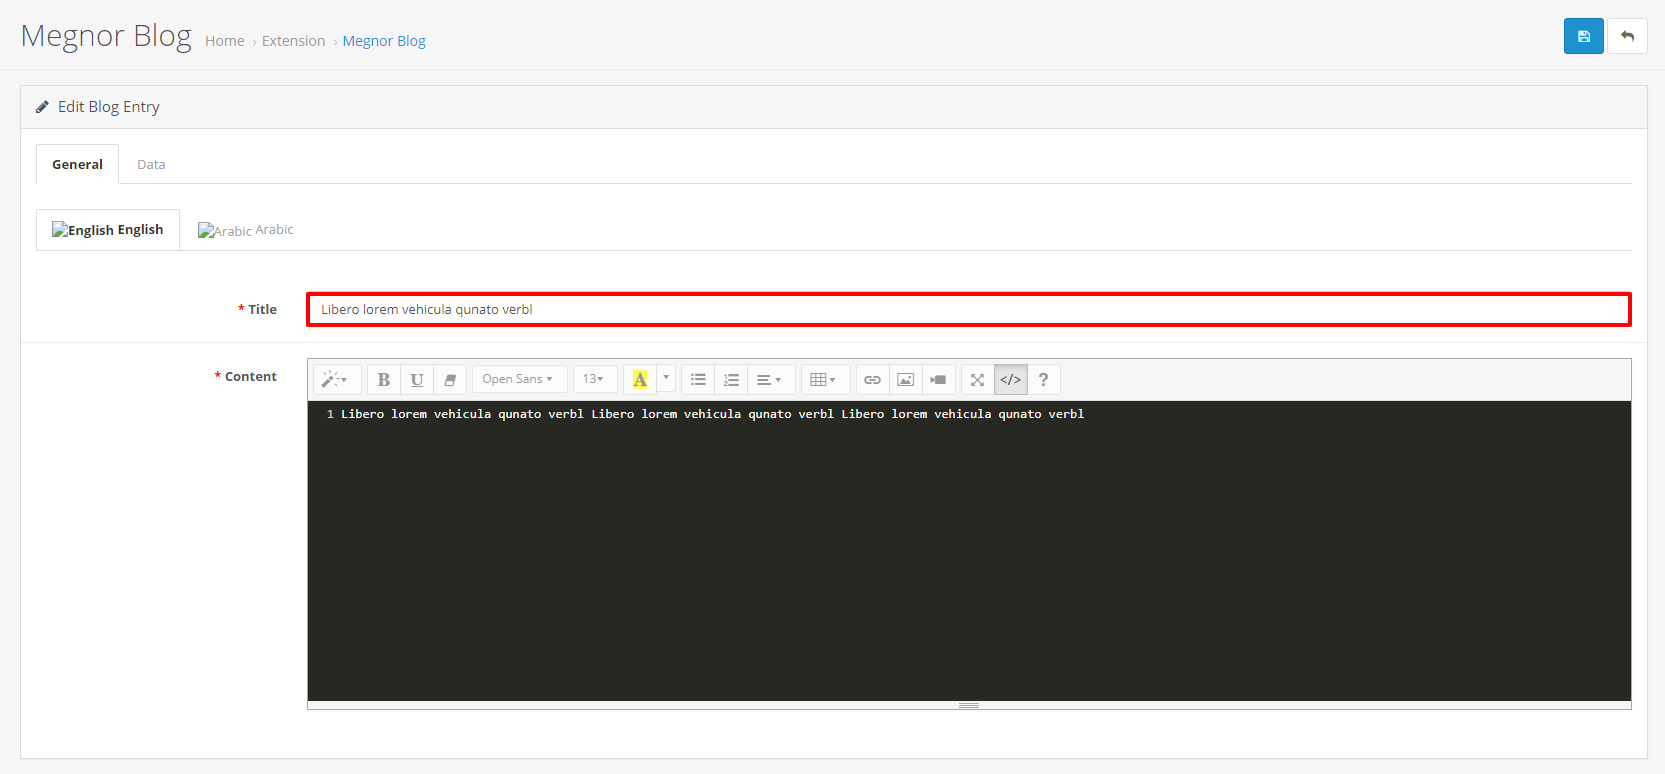 Megnor Blog Home › Extension › Megnor Blog
Edit Blog Entry
General Data
English English Arabic Arabic
* Title Libero lorem vehicula qunato verbl
* Content
B U Open Sans 13 A </> ?
1 Libero lorem vehicula qunato verbl Libero lorem vehicula qunato verbl Libero lorem vehicula qunato verbl